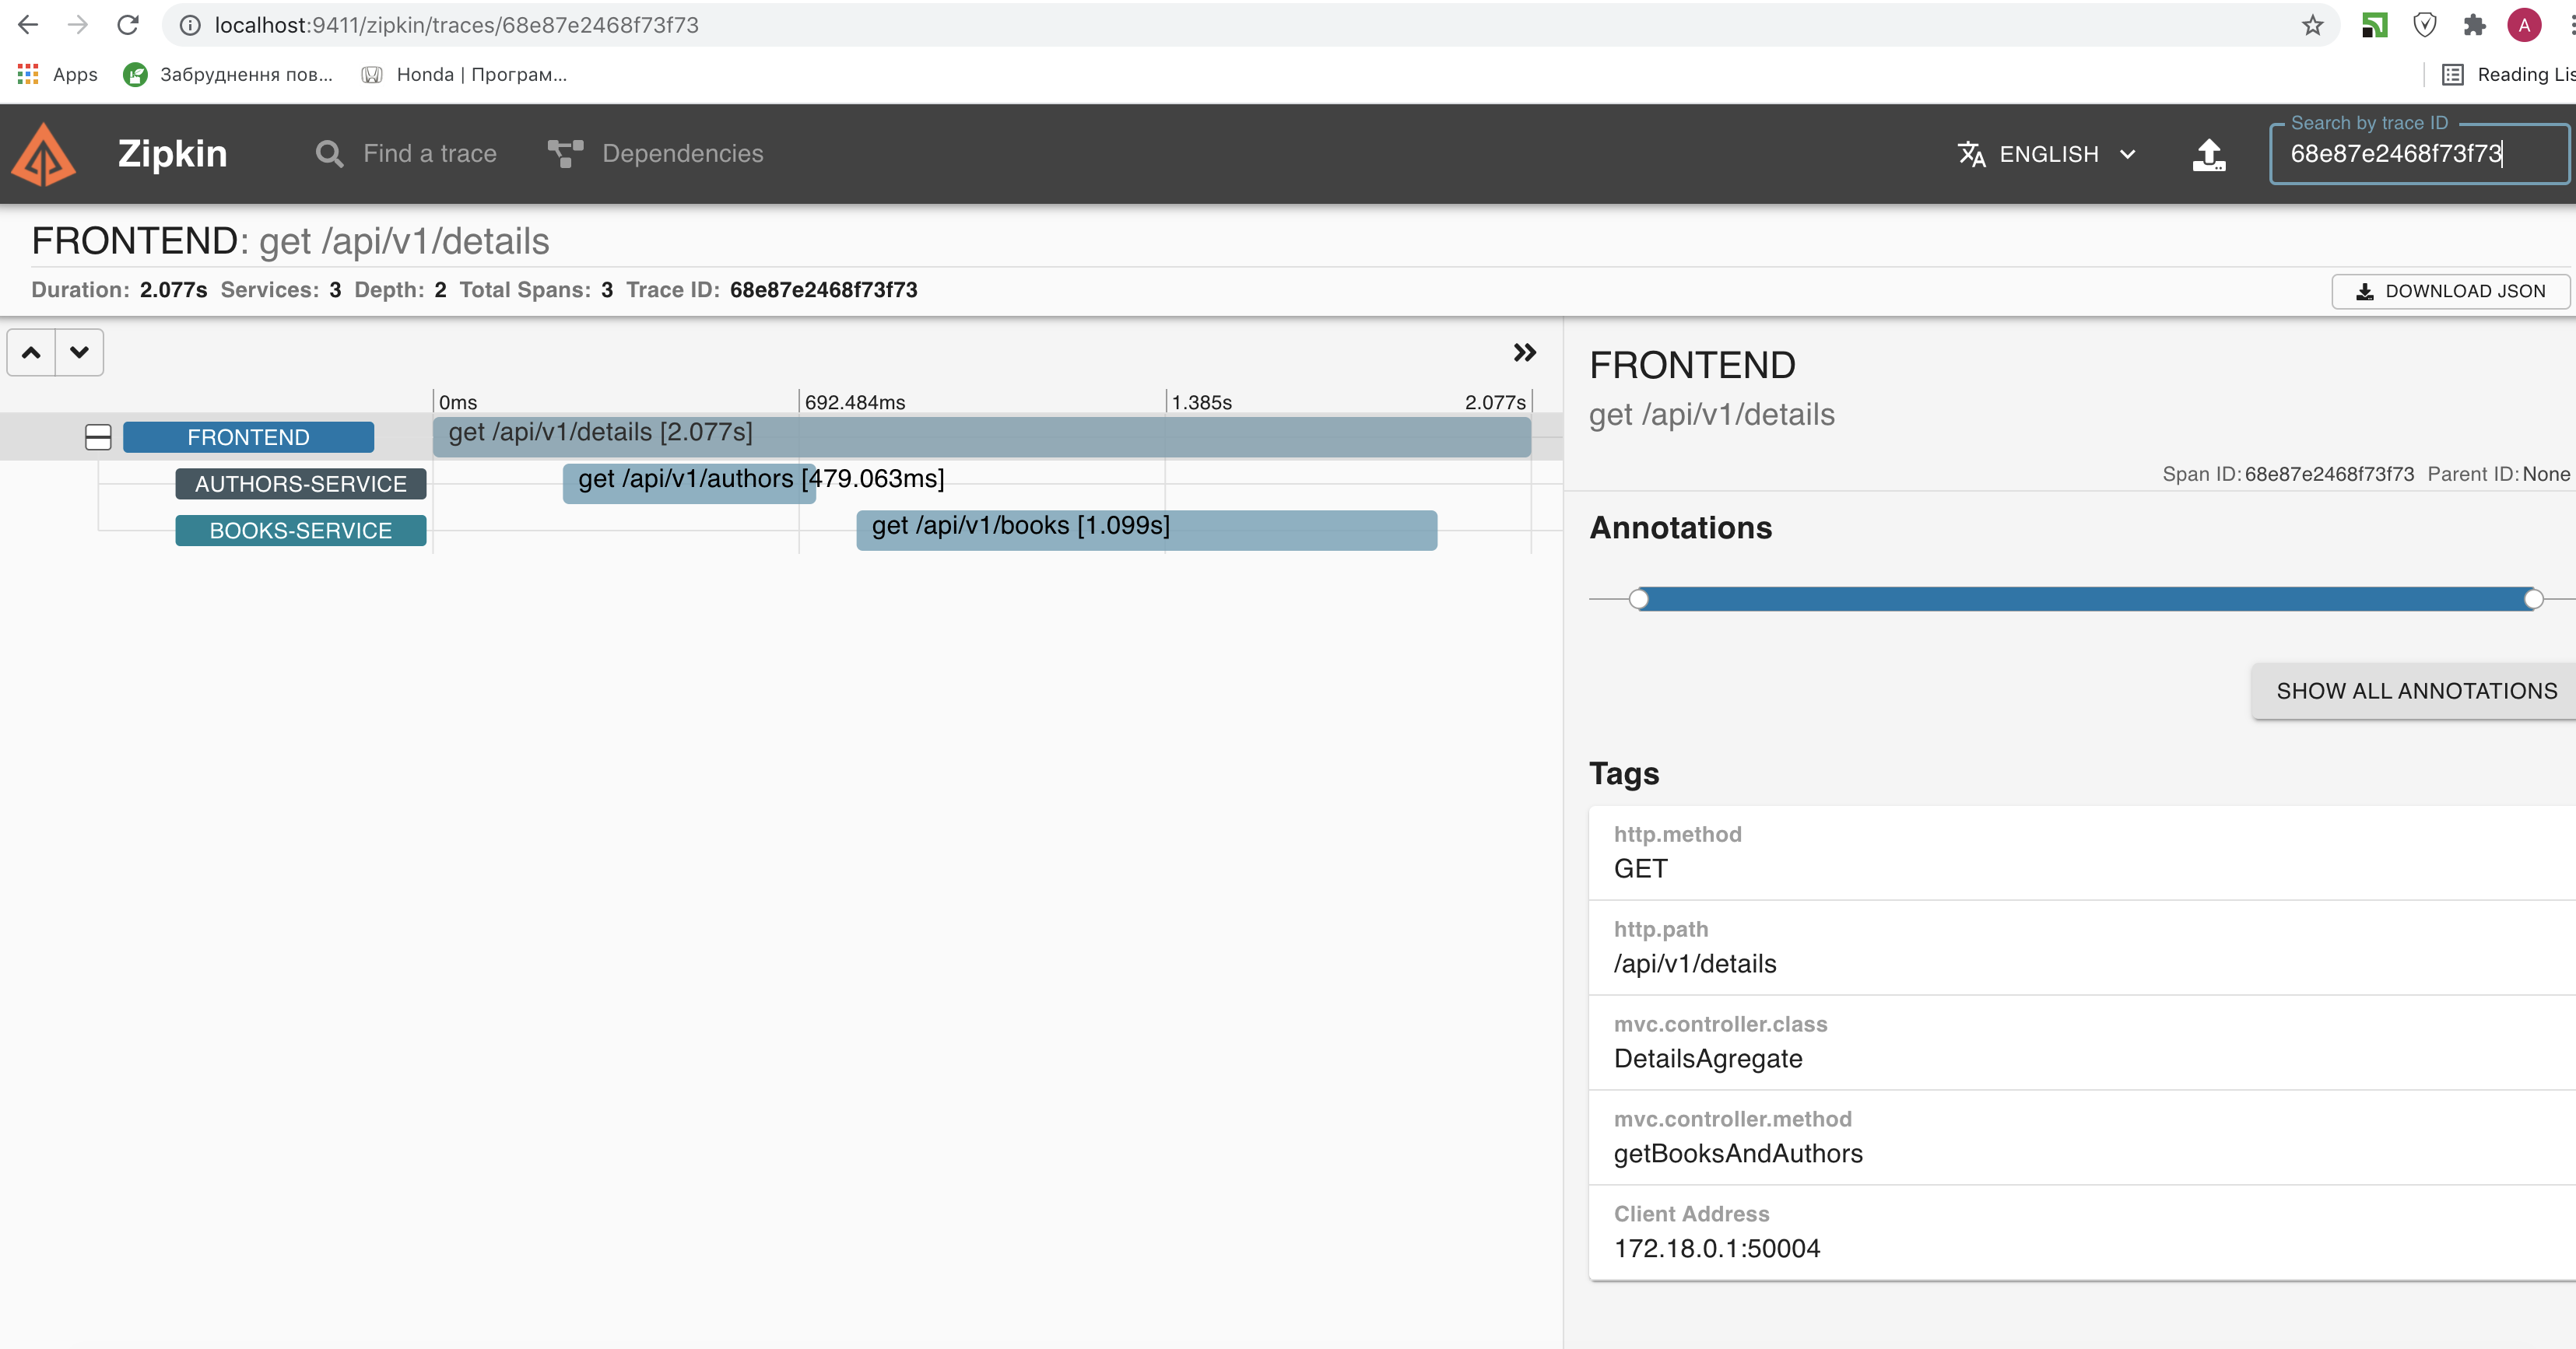 localhost:9411/zipkin/traces/68e87e2468f73f73
A
Apps Забруднення пов... Honda | Програм...
Reading Lis
Zipkin Find a trace Dependencies
ENGLISH
Search by trace ID
68e87e2468f73f73
FRONTEND: get /api/v1/details
Duration: 2.077s Services: 3 Depth: 2 Total Spans: 3 Trace ID: 68e87e2468f73f73
DOWNLOAD JSON
0ms 692.484ms 1.385s 2.077s
FRONTEND get /api/v1/details [2.077s]
AUTHORS-SERVICE get /api/v1/authors [479.063ms]
BOOKS-SERVICE get /api/v1/books [1.099s]
FRONTEND
get /api/v1/details
Span ID: 68e87e2468f73f73 Parent ID: None
Annotations
SHOW ALL ANNOTATIONS
Tags
http.method
GET
http.path
/api/v1/details
mvc.controller.class
DetailsAgregate
mvc.controller.method
getBooksAndAuthors
Client Address
172.18.0.1:50004